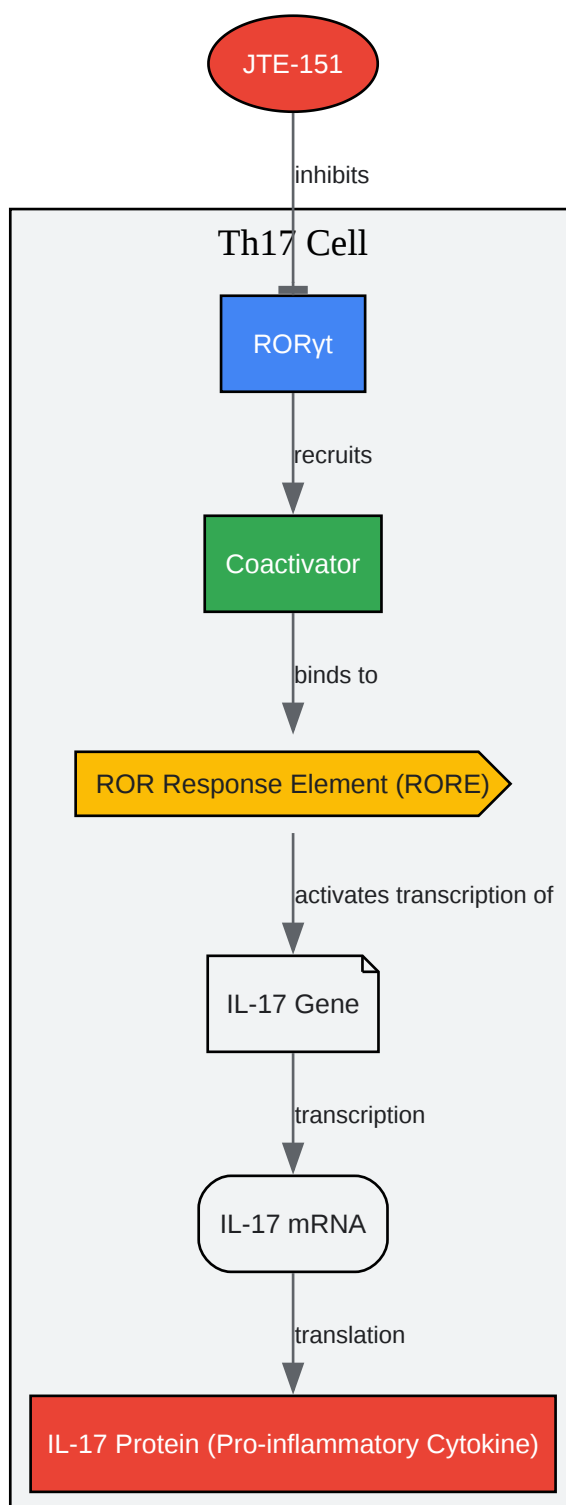 JTE-151
inhibits
Th17 Cell
RORγt
recruits
Coactivator
binds to
ROR Response Element (RORE)
activates transcription of
IL-17 Gene
transcription
IL-17 mRNA
translation
IL-17 Protein (Pro-inflammatory Cytokine)